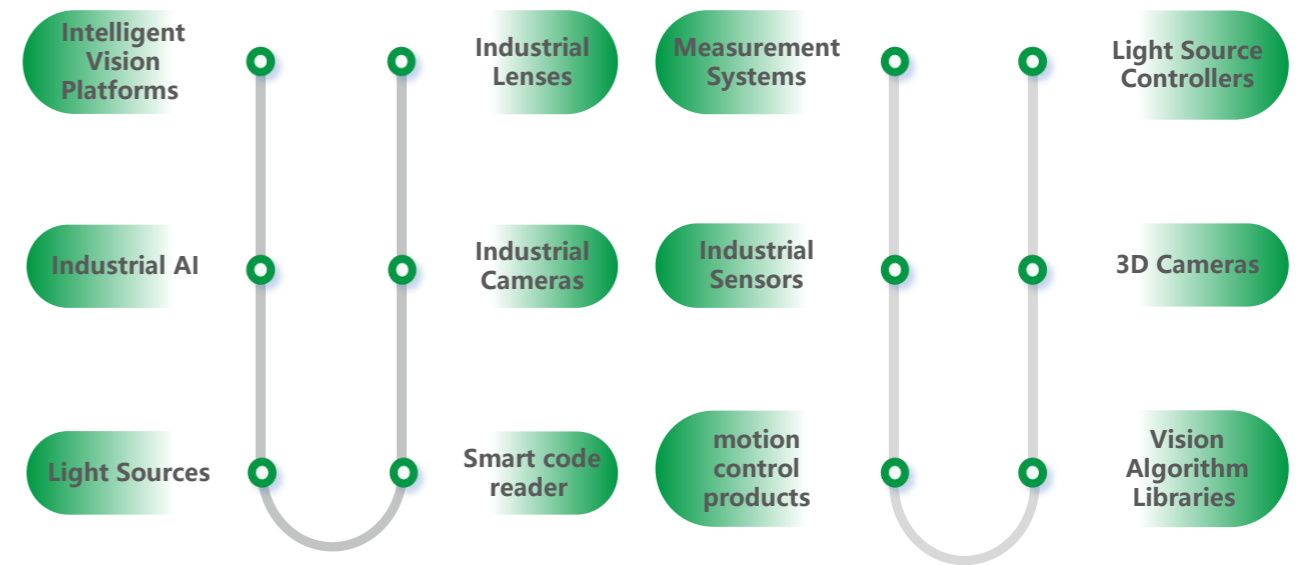 Intelligent
Vision
Platforms
Industrial
Lenses
Measurement
Systems
Light Source
Controllers
Industrial AI
Industrial
Cameras
Industrial
Sensors
3D Cameras
Light Sources
Smart code
reader
motion
control
products
Vision
Algorithm
Libraries